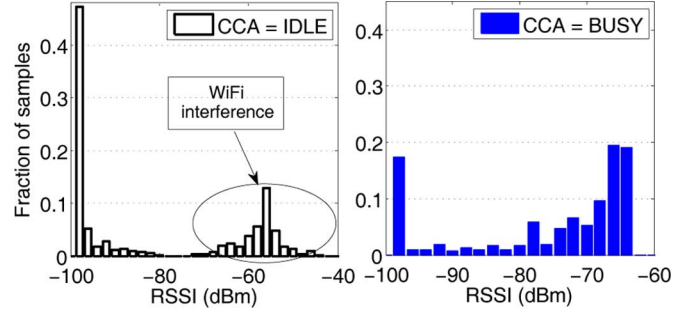 CCA = IDLE
Fraction of samples
0.4
0.3
0.2
0.1
0
WiFi
interference
−100 −80 −60 −40
RSSI (dBm)
CCA = BUSY
0.4
0.3
0.2
0.1
0
−100 −90 −80 −70 −60
RSSI (dBm)